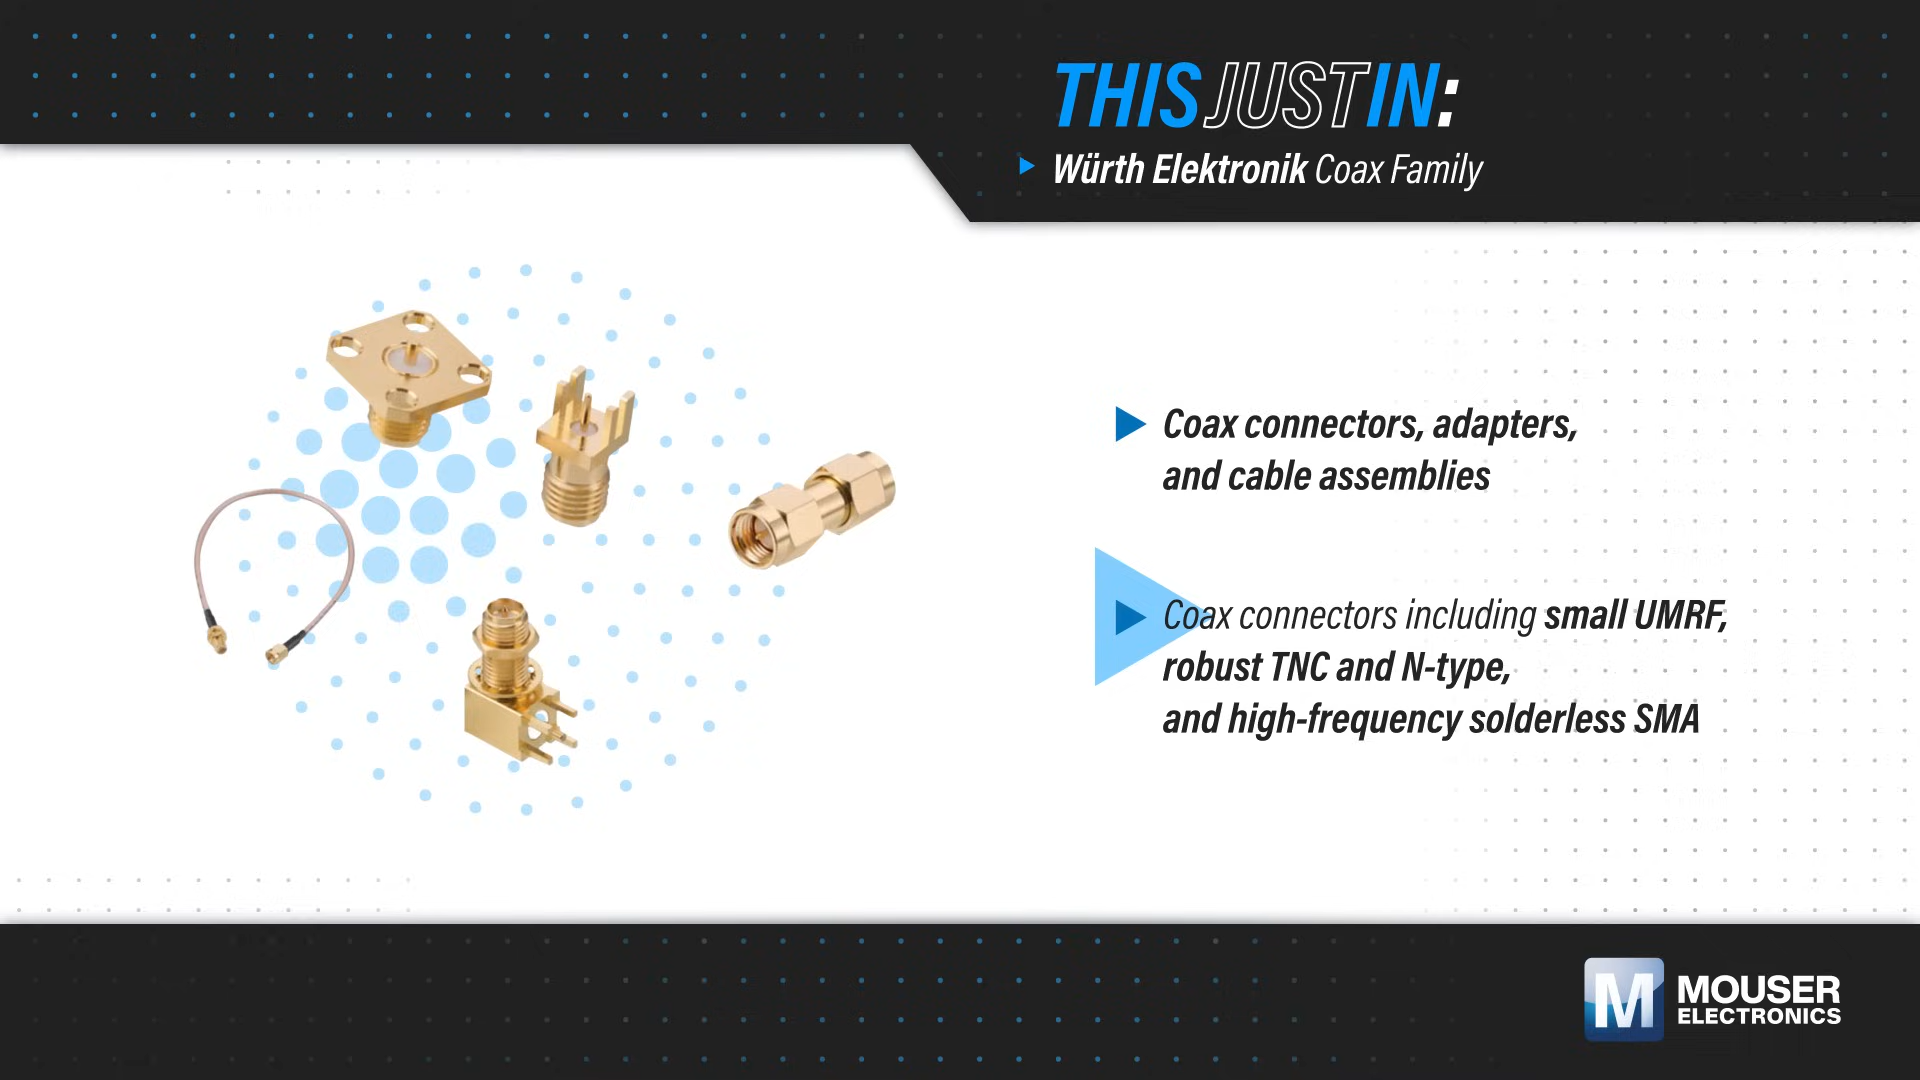 THIS JUST IN:
Würth Elektronik Coax Family
Coax connectors, adapters,
and cable assemblies
Coax connectors including small UMRF,
robust TNC and N-type,
and high-frequency solderless SMA
M MOUSER
ELECTRONICS